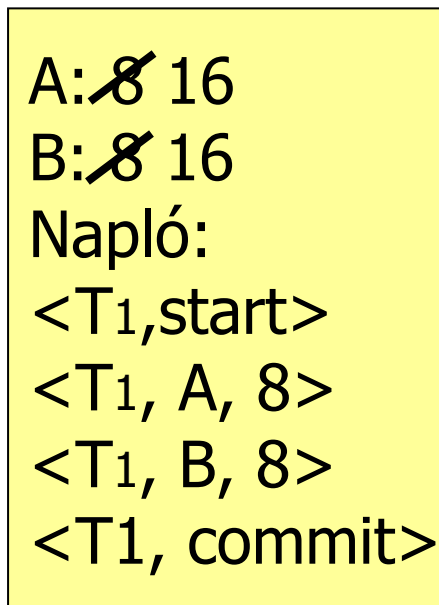 A: 8 16
B: 8 16
Napló:
<T1,start>
<T1, A, 8>
<T1, B, 8>
<T1, commit>